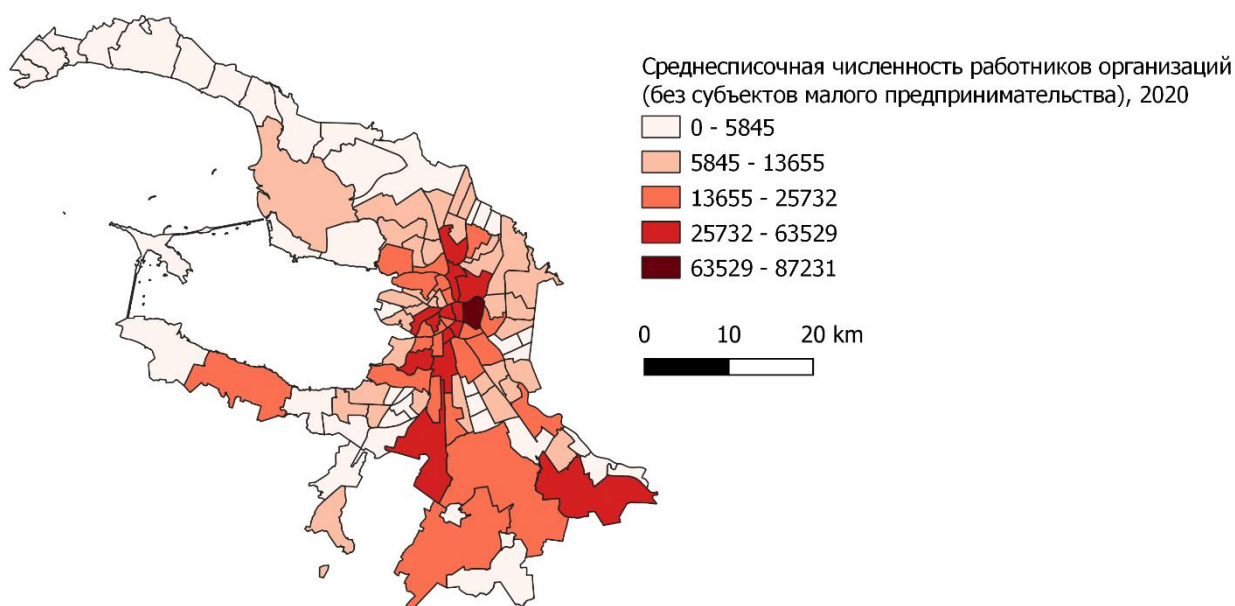 Среднесписочная численность работников организаций
(без субъектов малого предпринимательства), 2020
0 - 5845
5845 - 13655
13655 - 25732
25732 - 63529
63529 - 87231
0 10 20 km